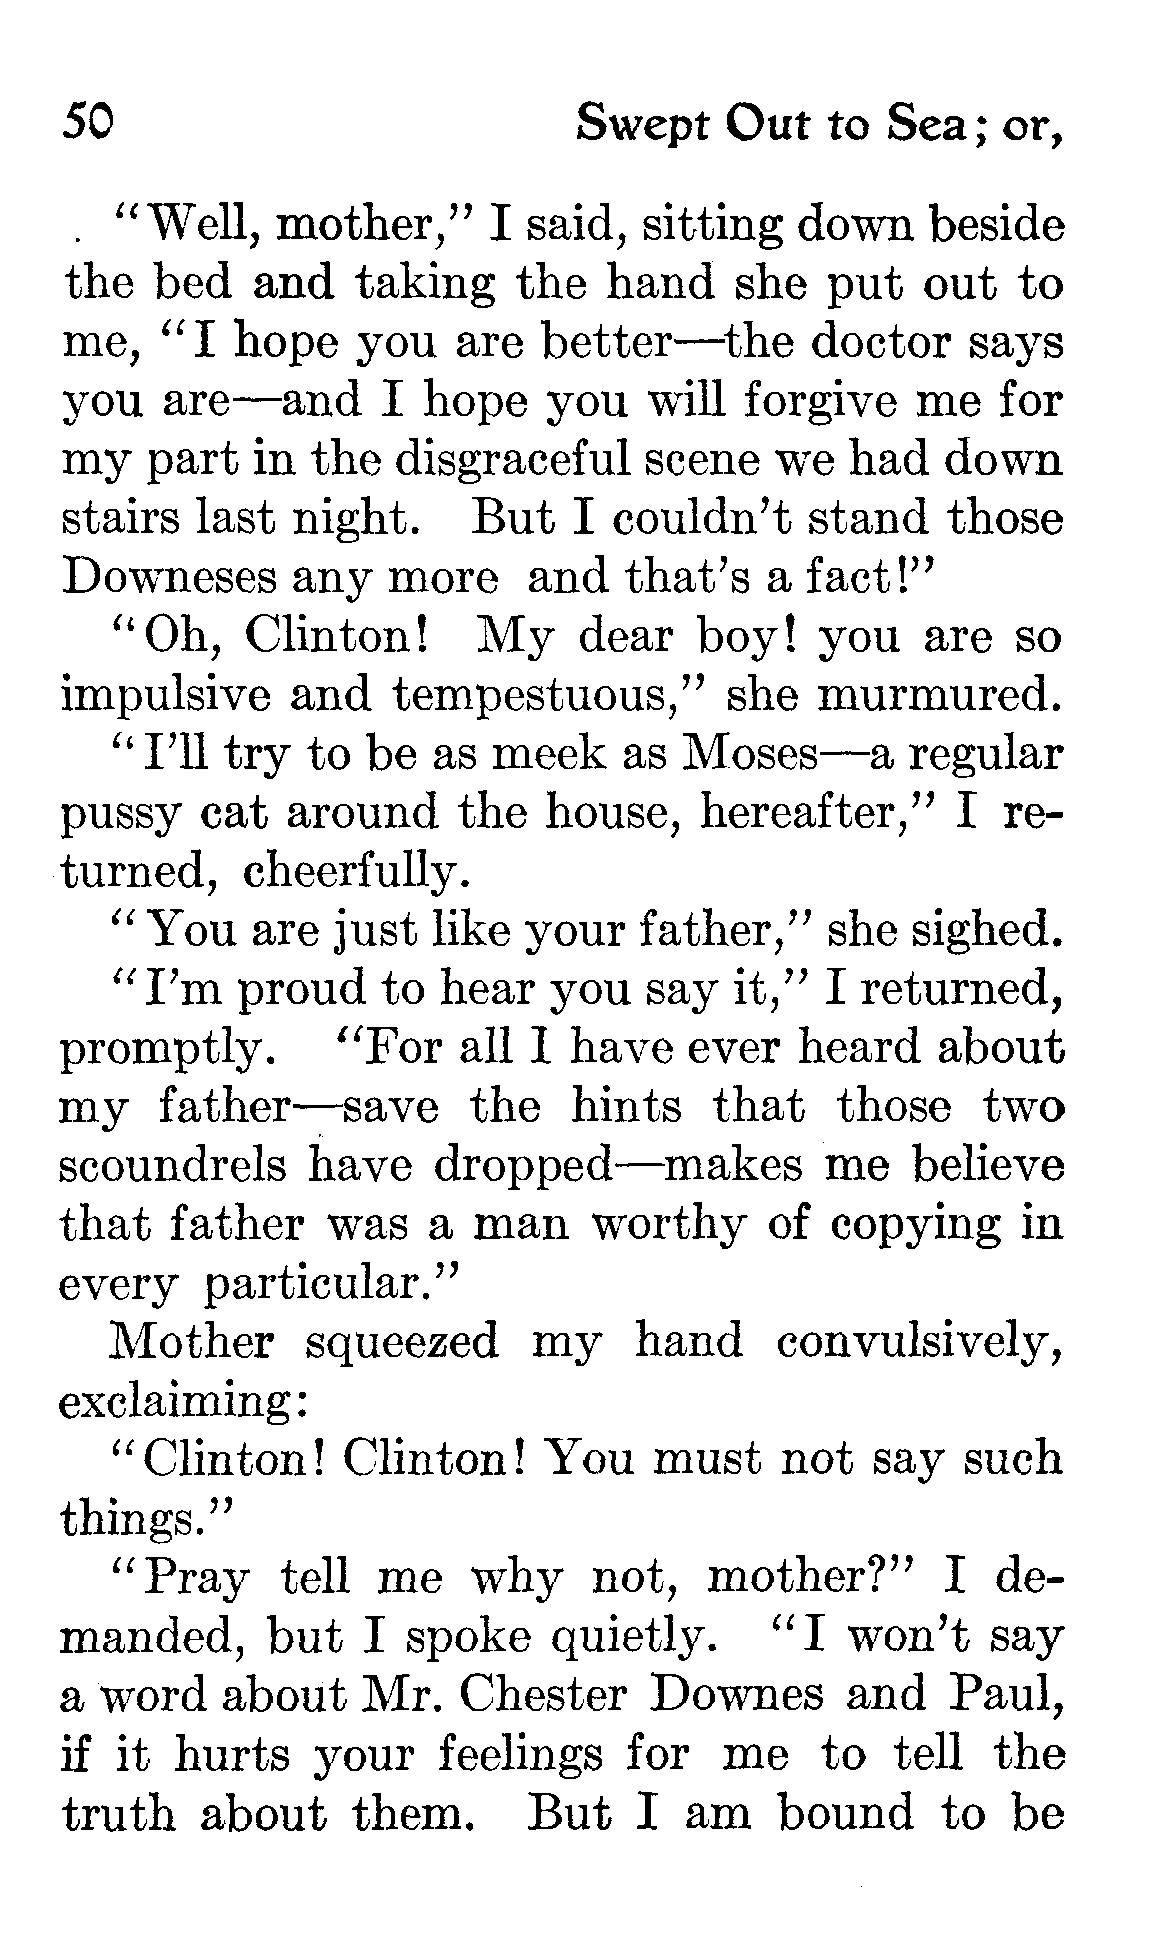 50 Swept Out to Sea; or,
"Well, mother," I said, sitting down beside
the bed and taking the hand she put out to
me, "I hope you are better—the doctor says
you are—and I hope you will forgive me for
my part in the disgraceful scene we had down
stairs last night. But I couldn't stand those
Downeses any more and that's a fact!"
"Oh, Clinton! My dear boy! you are so
impulsive and tempestuous," she murmured.
"I'll try to be as meek as Moses—a regular
pussy cat around the house, hereafter," I re-
turned, cheerfully.
"You are just like your father," she sighed.
"I'm proud to hear you say it," I returned,
promptly. "For all I have ever heard about
my father—save the hints that those two
scoundrels have dropped—makes me believe
that father was a man worthy of copying in
every particular."
Mother squeezed my hand convulsively,
exclaiming:
"Clinton! Clinton! You must not say such
things."
"Pray tell me why not, mother?" I de-
manded, but I spoke quietly. "I won't say
a word about Mr. Chester Downes and Paul,
if it hurts your feelings for me to tell the
truth about them. But I am bound to be